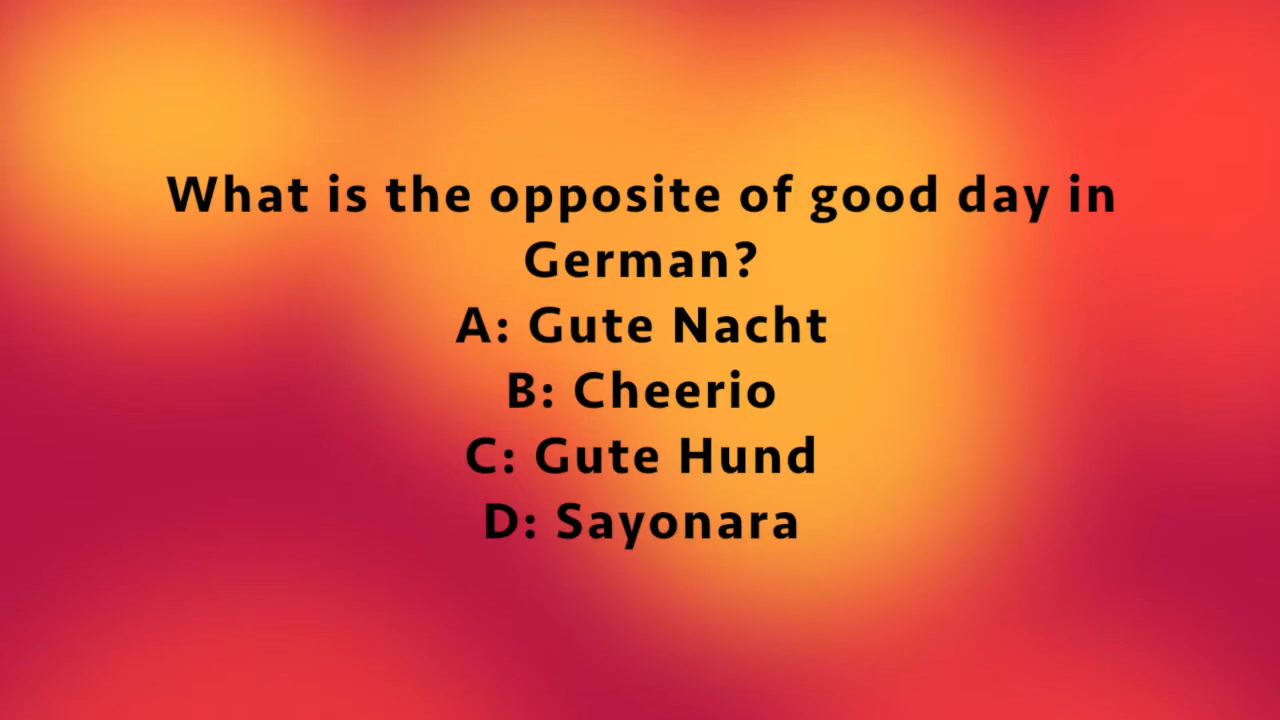 What is the opposite of good day in
German?
A: Gute Nacht
B: Cheerio
C: Gute Hund
D: Sayonara